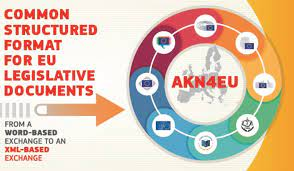 COMMON
STRUCTURED
FORMAT
FOR EU
LEGISLATIVE
DOCUMENTS
AKN4EU
FROM A
WORD-BASED
EXCHANGE TO AN
XML-BASED
EXCHANGE